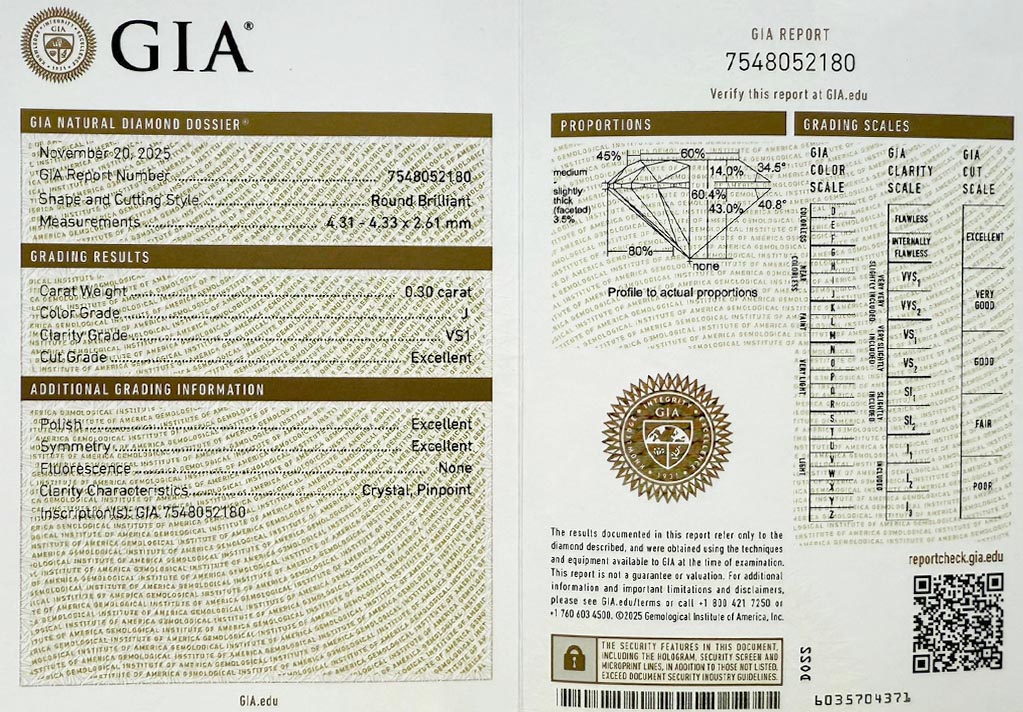 GIA®
GIA NATURAL DIAMOND DOSSIER®
November 20, 2025
GIA Report Number 7548052180
Shape and Cutting Style Round Brilliant
Measurements 4.31 - 4.33 x 2.61 mm
GRADING RESULTS
Carat Weight 0.30 carat
Color Grade J
Clarity Grade VS1
Cut Grade Excellent
ADDITIONAL GRADING INFORMATION
Polish Excellent
Symmetry Excellent
Fluorescence None
Clarity Characteristics Crystal, Pinpoint
Inscription(s): GIA 7548052180
GIA.edu
GIA REPORT
7548052180
Verify this report at GIA.edu
PROPORTIONS
45%
60%
medium
14.0%
34.5°
slightly
thick
(faceted)
3.5%
60.4%
43.0%
40.8°
80%
none
Profile to actual proportions
GIA
The results documented in this report refer only to the
diamond described, and were obtained using the techniques
and equipment available to GIA at the time of examination.
This report is not a guarantee or valuation. For additional
information and important limitations and disclaimers,
please see GIA.edu/terms or call +1 800 421 7250 or
+1 760 603 4500. ©2025 Gemological Institute of America, Inc.
THE SECURITY FEATURES IN THIS DOCUMENT,
INCLUDING THE HOLOGRAM, SECURITY SCREEN AND
MICROPRINT LINES, IN ADDITION TO THOSE NOT LISTED,
EXCEED DOCUMENT SECURITY INDUSTRY GUIDELINES.
GRADING SCALES
GIA
COLOR
SCALE
COLORLESS
D
E
F
NEAR COLORLESS
G
H
I
J
FAINT
K
L
M
VERY LIGHT
N
O
P
Q
R
LIGHT
S
T
U
V
W
X
Y
Z
GIA
CLARITY
SCALE
FLAWLESS
INTERNALLY
FLAWLESS
VERY VERY SLIGHTLY INCLUDED
VVS1
VVS2
VERY SLIGHTLY INCLUDED
VS1
VS2
SLIGHTLY INCLUDED
SI1
SI2
INCLUDED
I1
I2
I3
GIA
CUT
SCALE
EXCELLENT
VERY
GOOD
GOOD
FAIR
POOR
reportcheck.gia.edu
DOSS
6035704371